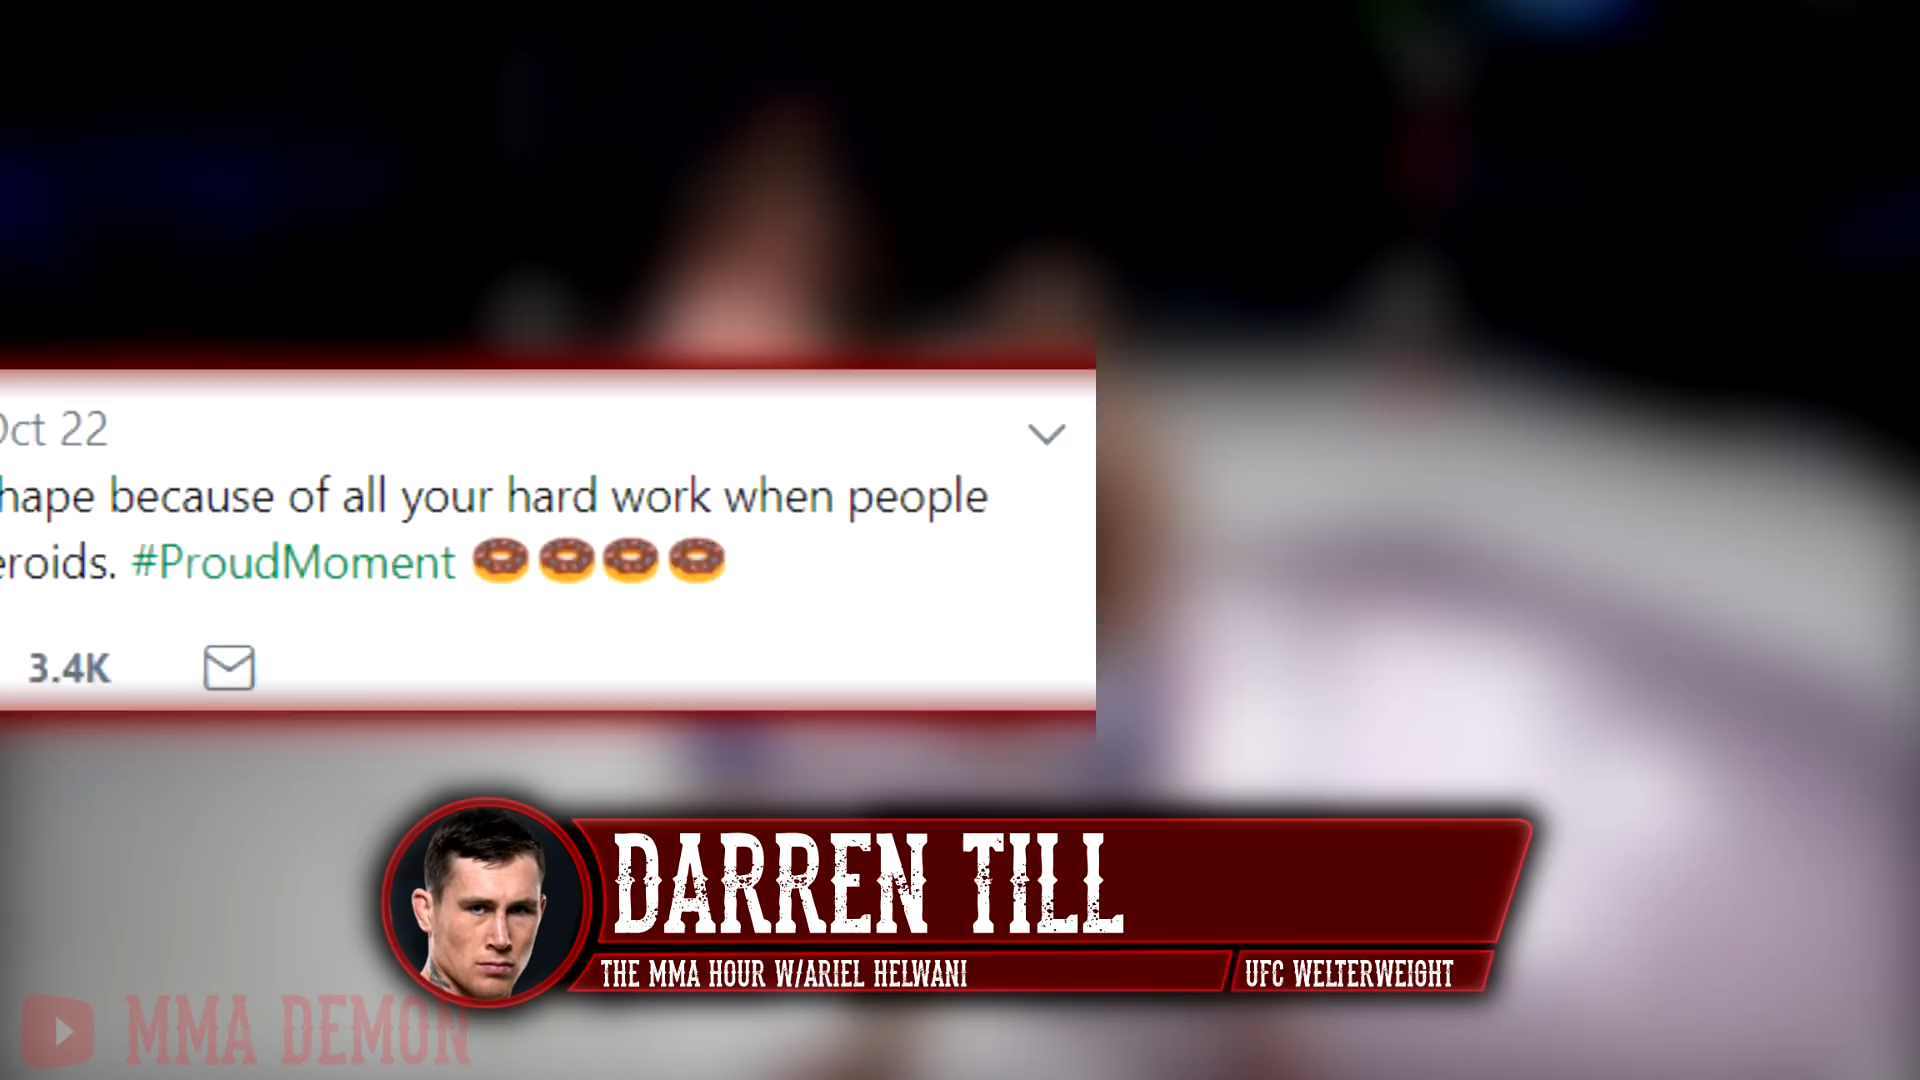 Oct 22
hape because of all your hard work when people
eroids. #ProudMoment 🍩🍩🍩🍩
3.4K
DARREN TILL
THE MMA HOUR W/ARIEL HELWANI
UFC WELTERWEIGHT
MMA DEMON